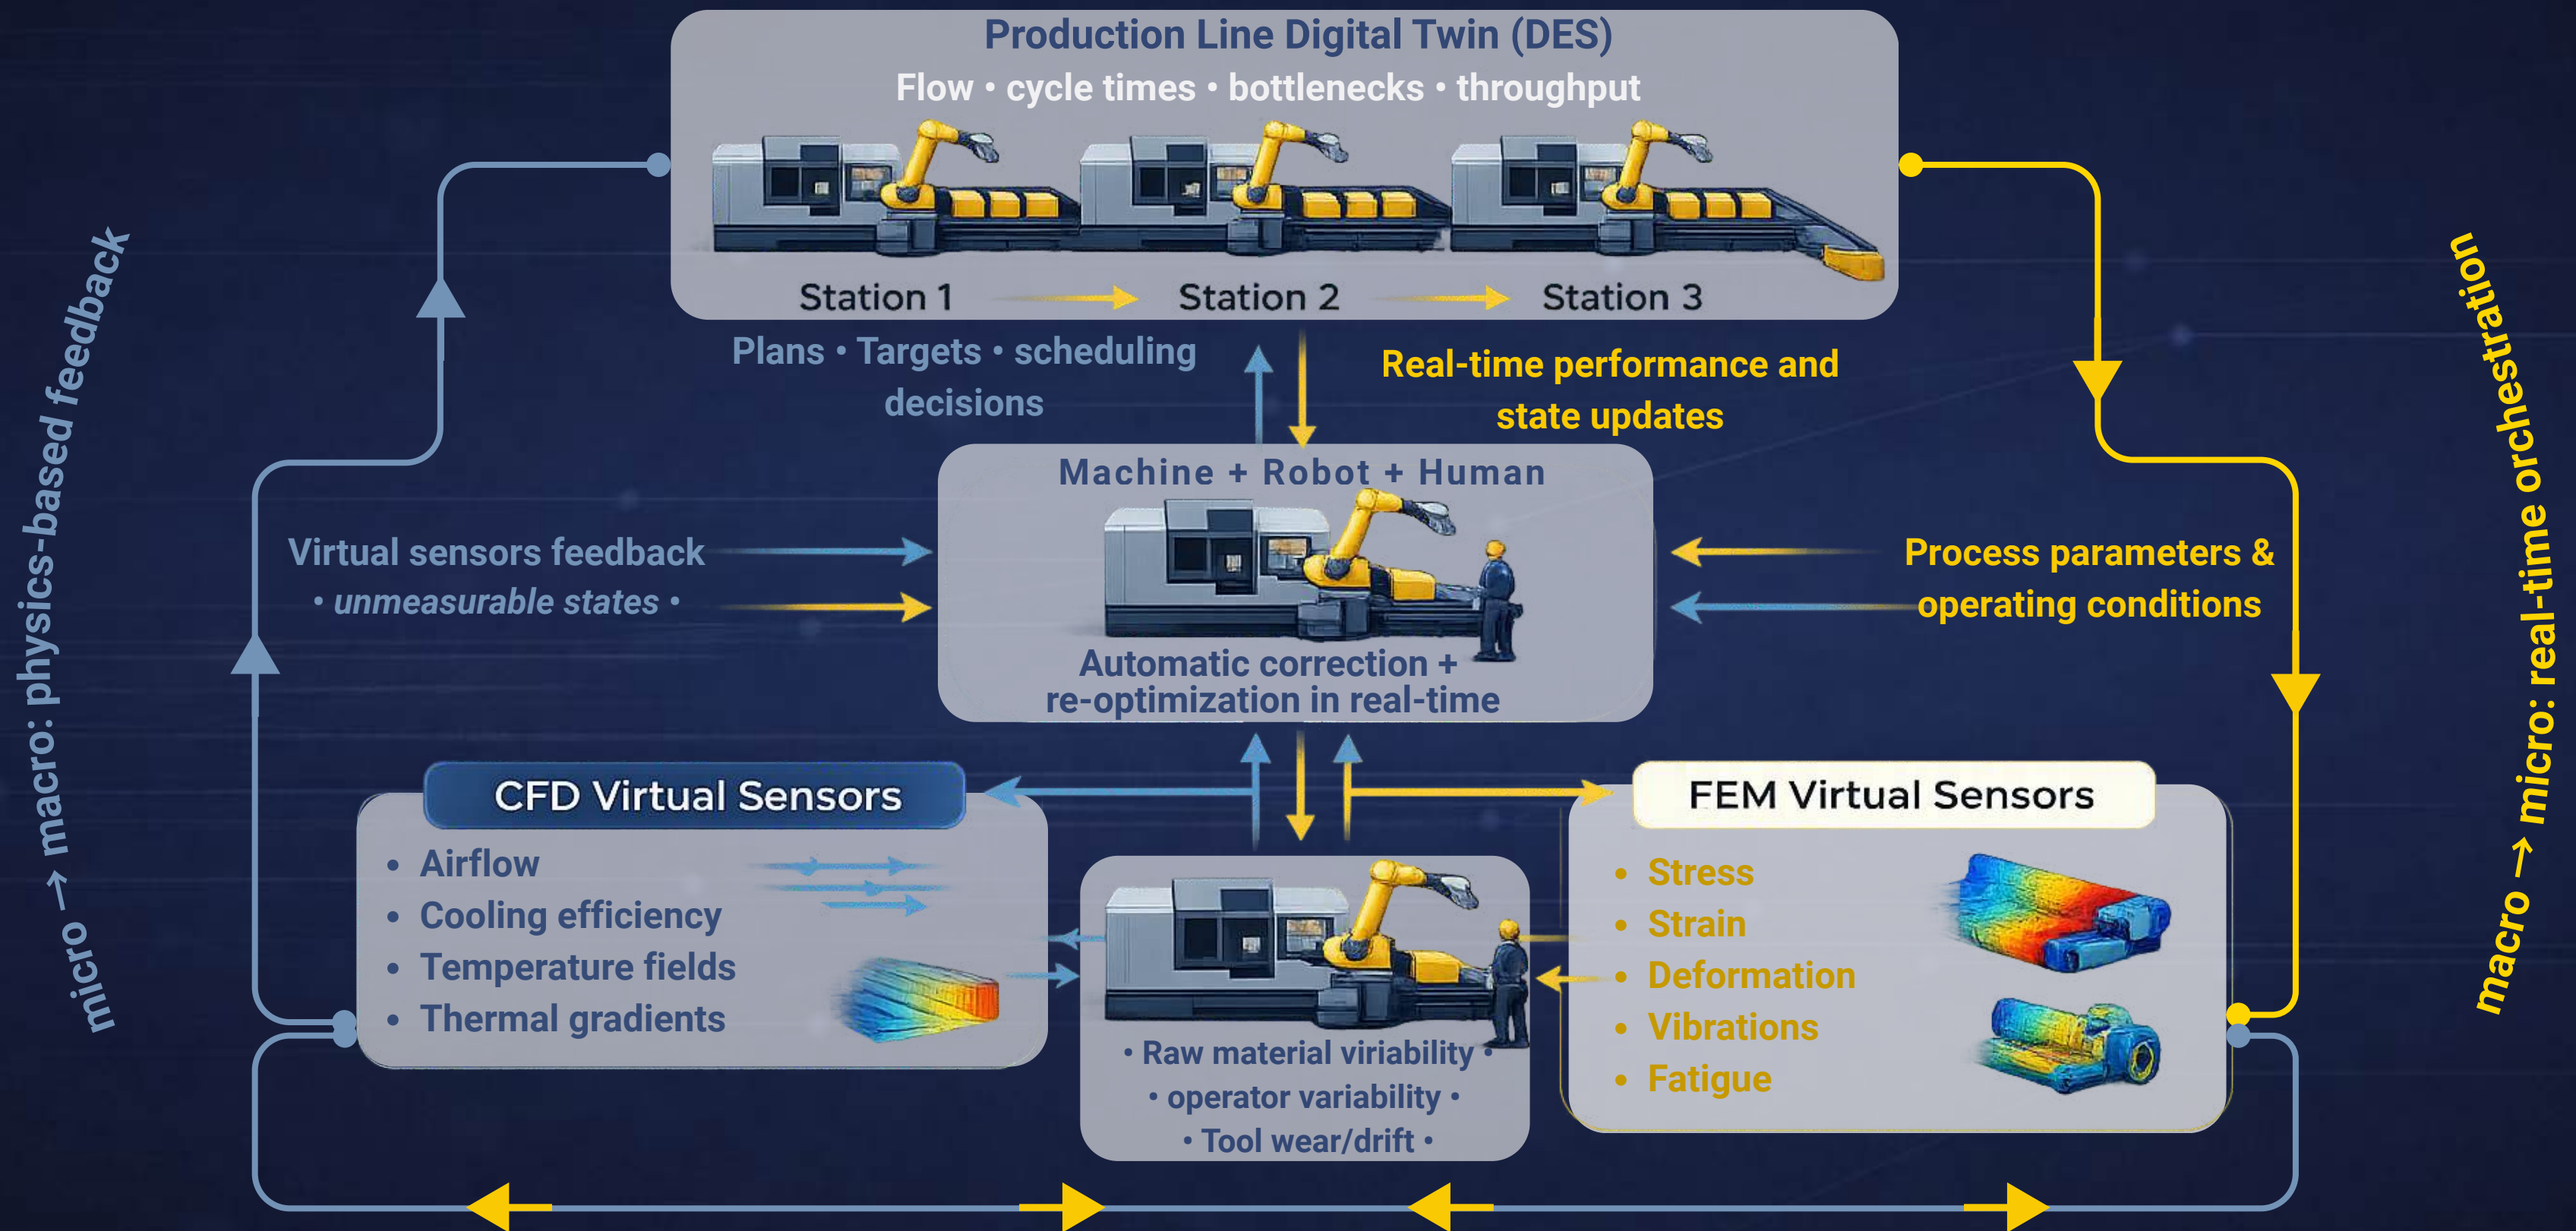 Production Line Digital Twin (DES)
Flow • cycle times • bottlenecks • throughput
Station 1
Station 2
Station 3
Plans • Targets • scheduling
decisions
Real-time performance and
state updates
micro → macro: physics-based feedback
macro → micro: real-time orchestration
Machine + Robot + Human
Automatic correction +
re-optimization in real-time
Virtual sensors feedback
• unmeasurable states •
Process parameters &
operating conditions
CFD Virtual Sensors
• Airflow
• Cooling efficiency
• Temperature fields
• Thermal gradients
• Raw material viriability •
• operator variability •
• Tool wear/drift •
FEM Virtual Sensors
• Stress
• Strain
• Deformation
• Vibrations
• Fatigue